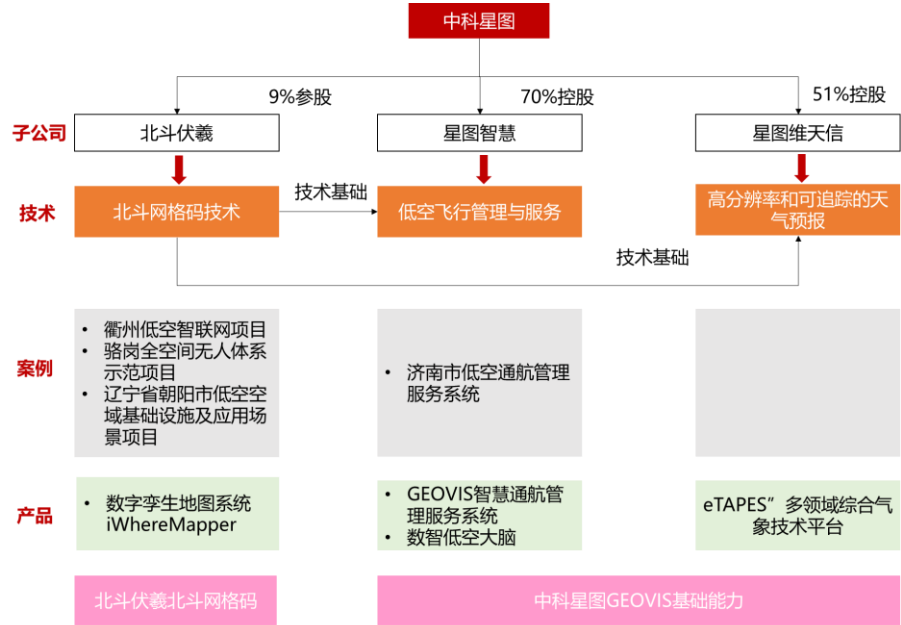 中科星图
9%参股
70%控股
51%控股
子公司
北斗伏羲
星图智慧
星图维天信
技术
北斗网格码技术
技术基础
低空飞行管理与服务
高分辨率和可追踪的天
气预报
技术基础
案例
• 衢州低空智联网项目
• 骆岗全空间无人体系
示范项目
• 辽宁省朝阳市低空空
域基础设施及应用场
景项目
• 济南市低空通航管理
服务系统
产品
• 数字孪生地图系统
iWhereMapper
• GEOVIS智慧通航管
理服务系统
• 数智低空大脑
eTAPES”多领域综合气
象技术平台
北斗伏羲北斗网格码
中科星图GEOVIS基础能力